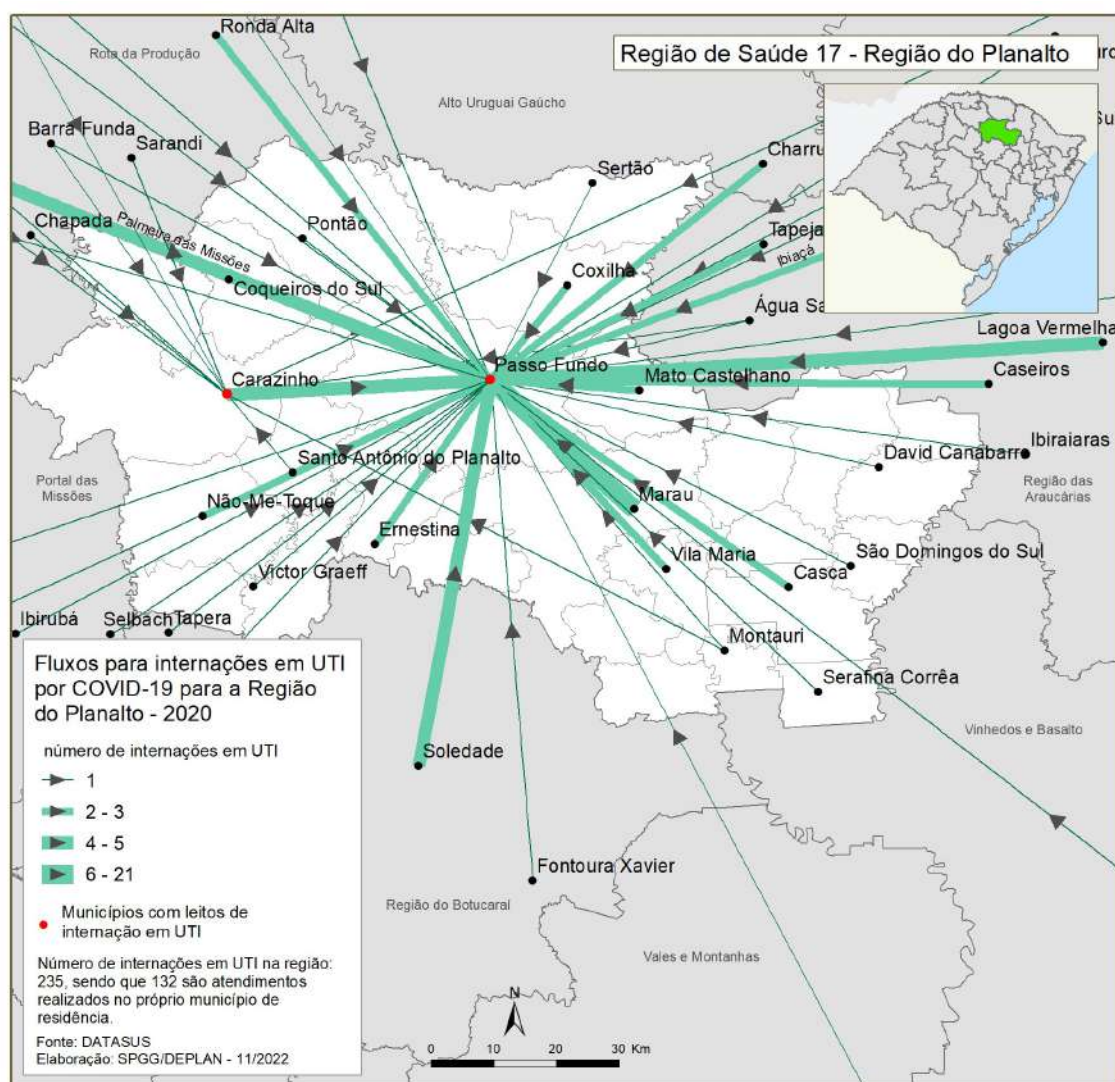 Ronda Alta
Rota da Produção
Região de Saúde 17 - Região do Planalto
Alto Uruguai Gaúcho
Barra Funda
Sarandi
Sertão
Charru
Chapada
Palmeira das Missões
Pontão
Tapeja
Ibiaçá
Coqueiros do Sul
Coxilha
Água Sa
Lagoa Vermelha
Passo Fundo
Carazinho
Mato Castelhano
Caseiros
Santo Antônio do Planalto
David Canabarro
Ibiraiaras
Portal das
Missões
Região das
Araucárias
Não-Me-Toque
Marau
Ernestina
Vila Maria
São Domingos do Sul
Victor Graeff
Casca
Ibirubá
Selbach
Tapera
Montauri
Serafina Corrêa
Vinhedos e Basalto
Soledade
Fontoura Xavier
Região do Botucaraí
Vales e Montanhas
Fluxos para internações em UTI
por COVID-19 para a Região
do Planalto - 2020
número de internações em UTI
1
2 - 3
4 - 5
6 - 21
Municípios com leitos de
internação em UTI
Número de internações em UTI na região:
235, sendo que 132 são atendimentos
realizados no próprio município de
residência.
Fonte: DATASUS
Elaboração: SPGG/DEPLAN - 11/2022
N
0 10 20 30 Km